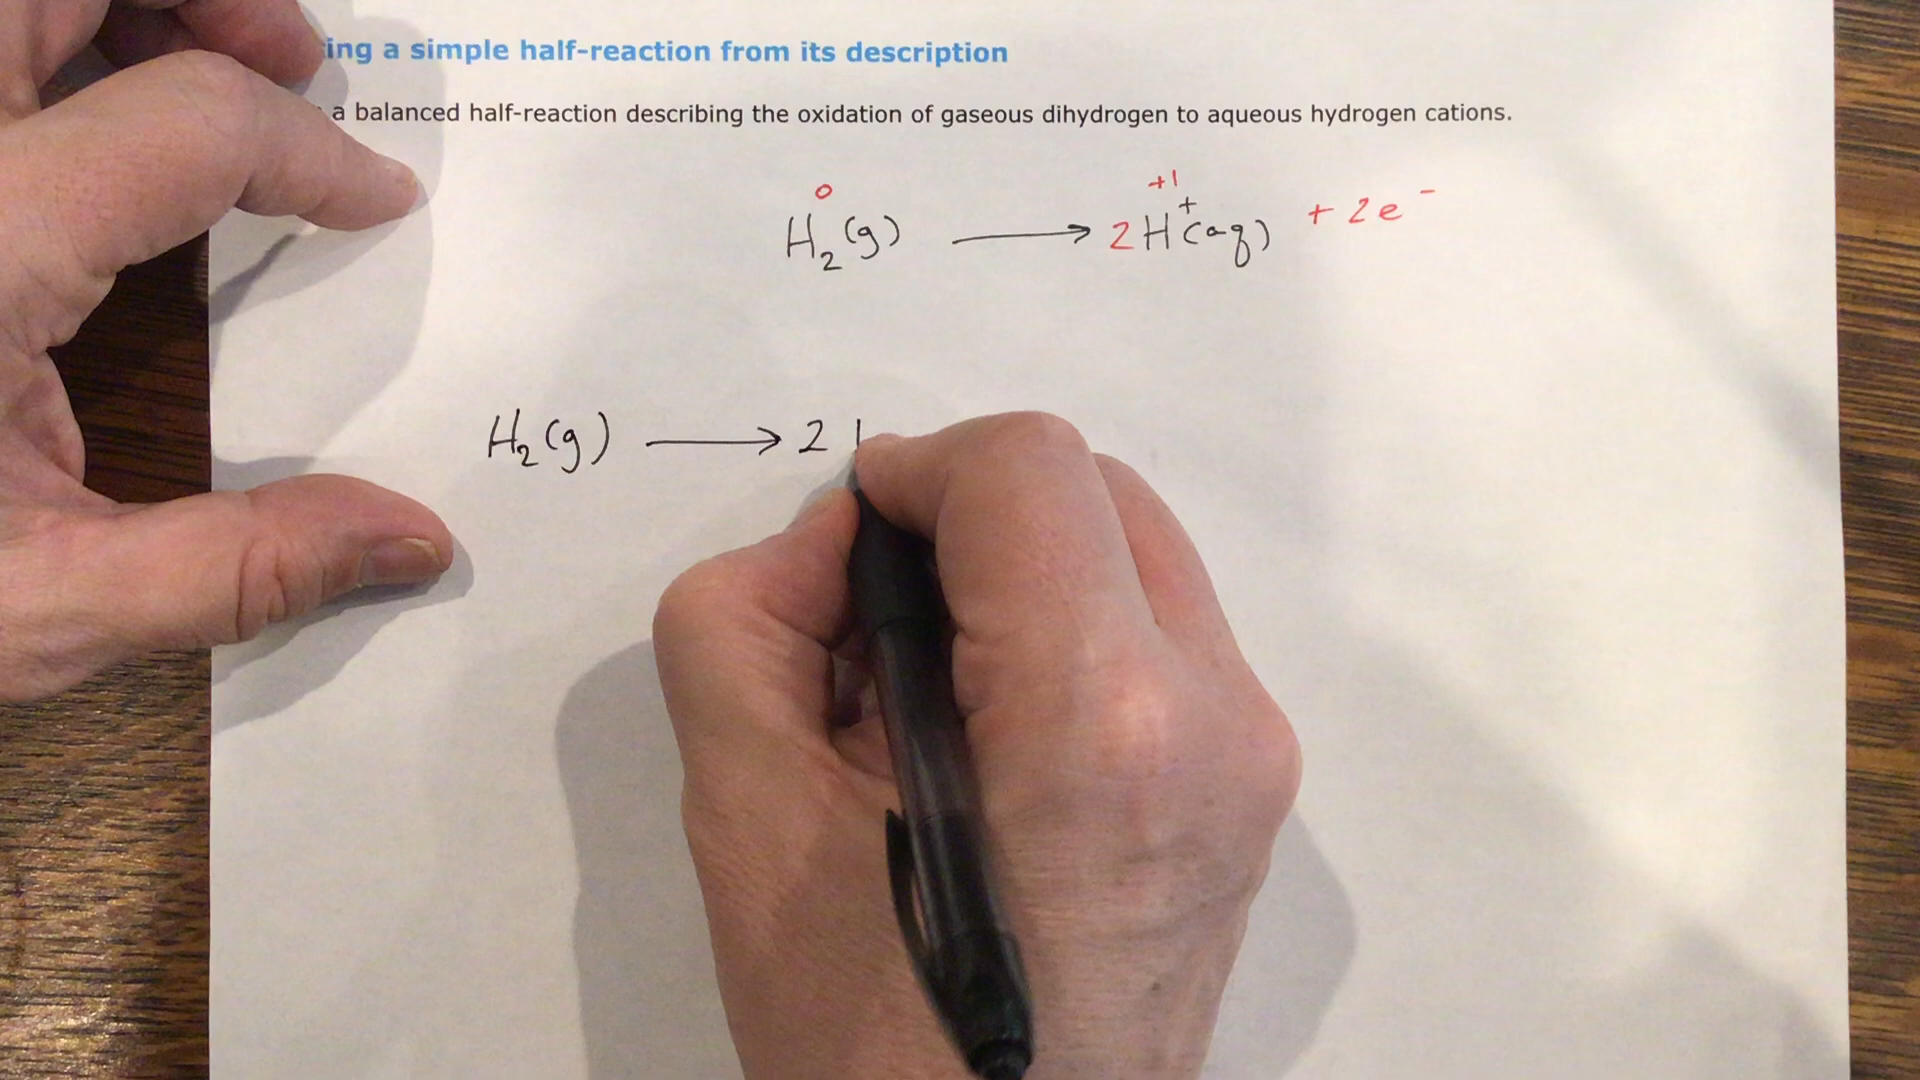 ing a simple half-reaction from its description
a balanced half-reaction describing the oxidation of gaseous dihydrogen to aqueous hydrogen cations.
0 +1
H₂(g) ⟶ 2H⁺(aq) + 2e⁻
H₂(g) ⟶ 2